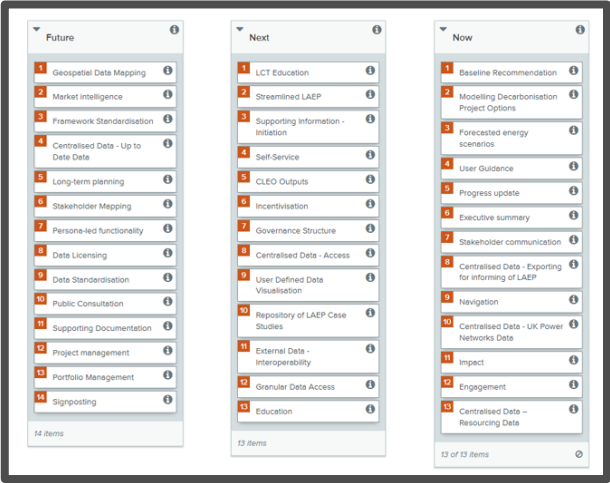 Future
1 Geospatial Data Mapping
2 Market intelligence
3 Framework Standardisation
4 Centralised Data - Up to
Date Data
5 Long-term planning
6 Stakeholder Mapping
7 Persona-led functionality
8 Data Licensing
9 Data Standardisation
10 Public Consultation
11 Supporting Documentation
12 Project management
13 Portfolio Management
14 Signposting
14 items
Next
1 LCT Education
2 Streamlined LAEP
3 Supporting Information -
Initiation
4 Self-Service
5 CLEO Outputs
6 Incentivisation
7 Governance Structure
8 Centralised Data - Access
9 User Defined Data
Visualisation
10 Repository of LAEP Case
Studies
11 External Data -
Interoperability
12 Granular Data Access
13 Education
13 items
Now
1 Baseline Recommendation
2 Modelling Decarbonisation
Project Options
3 Forecasted energy
scenarios
4 User Guidance
5 Progress update
6 Executive summary
7 Stakeholder communication
8 Centralised Data - Exporting
for informing of LAEP
9 Navigation
10 Centralised Data - UK Power
Networks Data
11 Impact
12 Engagement
13 Centralised Data –
Resourcing Data
13 of 13 items